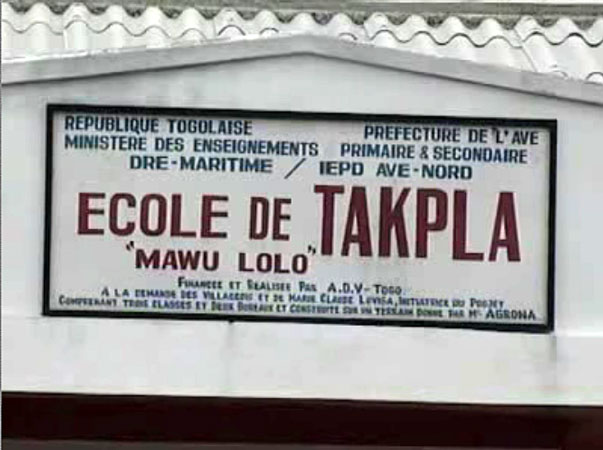 REPUBLIQUE TOGOLAISE PREFECTURE DE L'AVE
MINISTERE DES ENSEIGNEMENTS PRIMAIRE & SECONDAIRE
DRE-MARITIME / IEPD AVE-NORD
ECOLE DE TAKPLA
"MAWU LOLO"
FINANCEE ET REALISEE PAR A.D.V-TOGO
A LA DEMANDE DES VILLAGEOIS ET DE MARIE CLAUDE LOVISA, INITIATRICE DU PROJET
COMPRENANT TROIS CLASSES ET DEUX BUREAUX ET CONSTRUITE SUR UN TERRAIN DONNE PAR Mr AGBONA